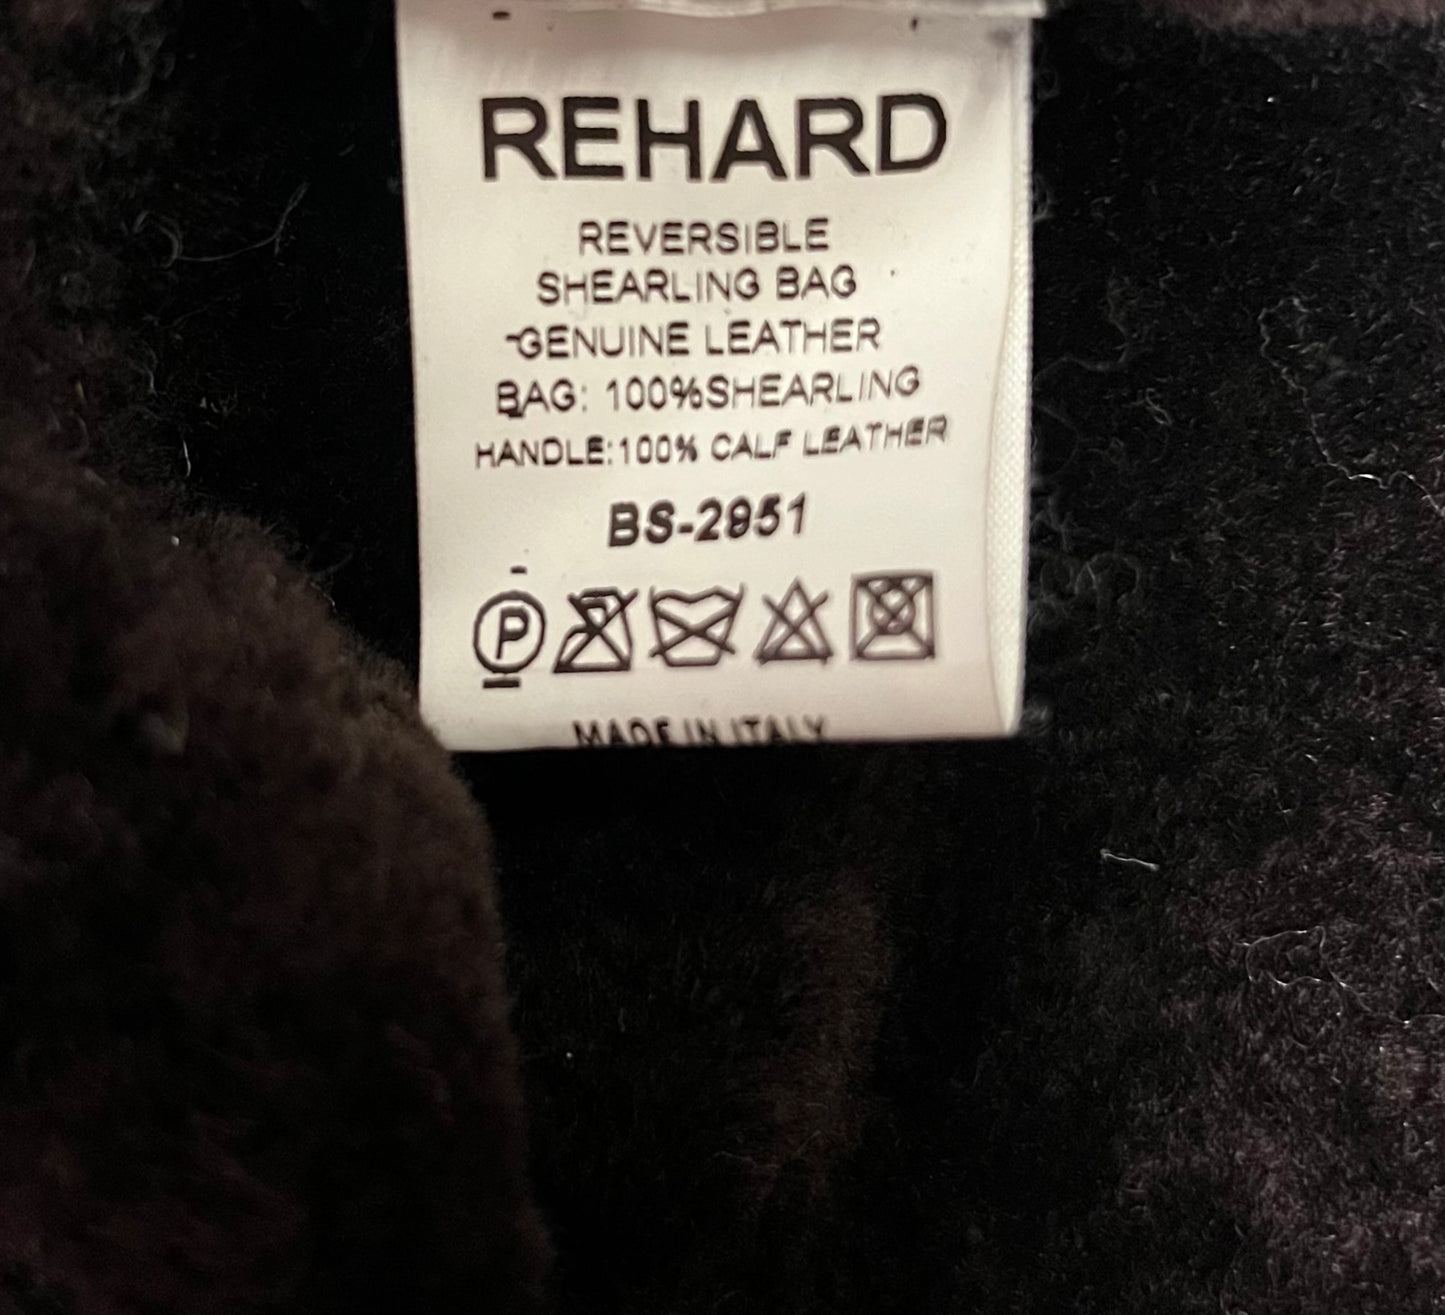 REHARD
REVERSIBLE
SHEARLING BAG
GENUINE LEATHER
BAG: 100%SHEARLING
HANDLE:100% CALF LEATHER
BS-2951
P
MADE IN ITALY